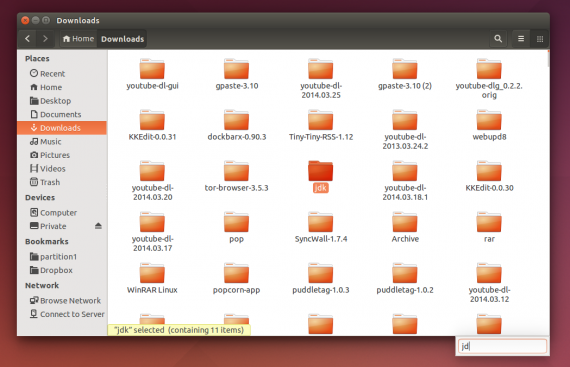 Downloads
Home Downloads
Places
Recent
Home
Desktop
Documents
Downloads
Music
Pictures
Videos
Trash
Devices
Computer
Private
Bookmarks
partition1
Dropbox
Network
Browse Network
Connect to Server
youtube-dl-gui
gpaste-3.10
youtube-dl-
2014.03.25
gpaste-3.10 (2)
youtube-dlg_0.2.2.
orig
KKEdit-0.0.31
dockbarx-0.90.3
Tiny-Tiny-RSS-1.12
youtube-dl-
2013.03.24.2
webupd8
youtube-dl-
2014.03.20
tor-browser-3.5.3
jdk
youtube-dl-
2014.03.18.1
KKEdit-0.0.30
youtube-dl-
2014.03.17
pop
SyncWall-1.7.4
Archive
rar
WinRAR Linux
popcorn-app
puddletag-1.0.3
puddletag-1.0.2
youtube-dl-
2014.03.12
"jdk" selected (containing 11 items)
jd